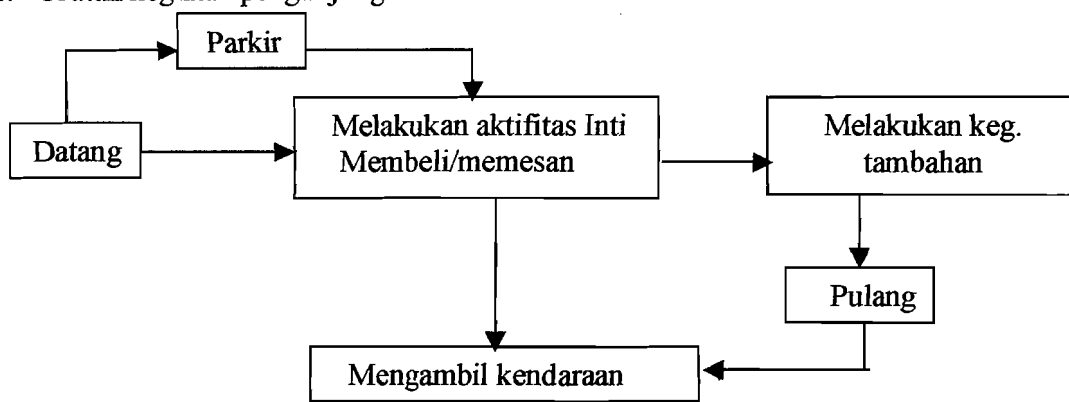 Parkir
Datang
Melakukan aktifitas Inti
Membeli/memesan
Melakukan keg.
tambahan
Pulang
Mengambil kendaraan